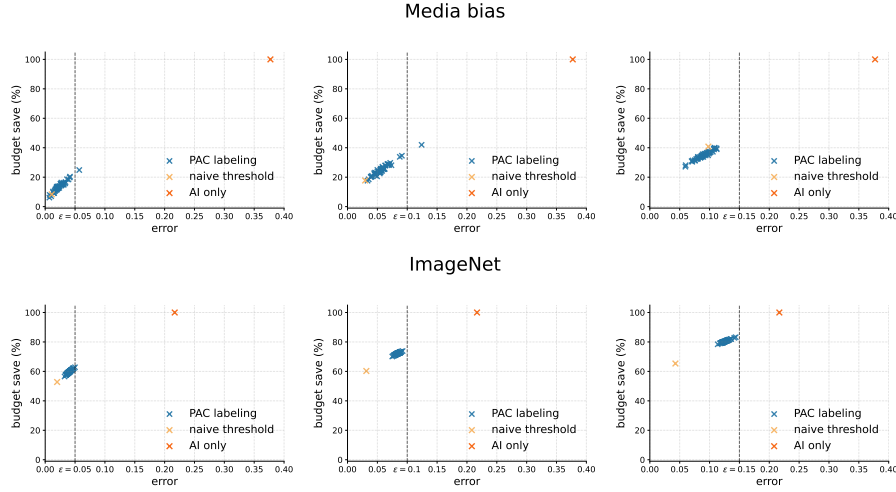 Media bias
budget save (%)
100
80
60
40
20
0
PAC labeling
naive threshold
AI only
0.00 ε = 0.05 0.10 0.15 0.20 0.25 0.30 0.35 0.40
error
budget save (%)
100
80
60
40
20
0
PAC labeling
naive threshold
AI only
0.00 0.05 ε = 0.10 0.15 0.20 0.25 0.30 0.35 0.40
error
budget save (%)
100
80
60
40
20
0
PAC labeling
naive threshold
AI only
0.00 0.05 0.10 ε = 0.15 0.20 0.25 0.30 0.35 0.40
error
ImageNet
budget save (%)
100
80
60
40
20
0
PAC labeling
naive threshold
AI only
0.00 ε = 0.05 0.10 0.15 0.20 0.25 0.30 0.35 0.40
error
budget save (%)
100
80
60
40
20
0
PAC labeling
naive threshold
AI only
0.00 0.05 ε = 0.10 0.15 0.20 0.25 0.30 0.35 0.40
error
budget save (%)
100
80
60
40
20
0
PAC labeling
naive threshold
AI only
0.00 0.05 0.10 ε = 0.15 0.20 0.25 0.30 0.35 0.40
error